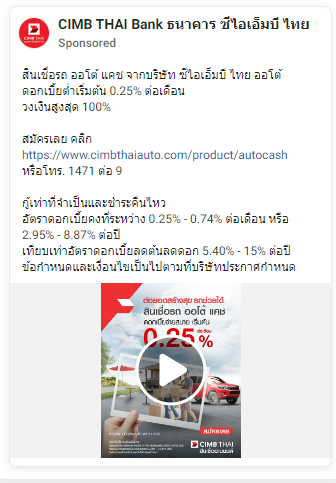 CIMB THAI Bank ธนาคาร ซีไอเอ็มบี ไทย
Sponsored
สินเชื่อรถ ออโต้ แคช จากบริษัท ซีไอเอ็มบี ไทย ออโต้
ดอกเบี้ยต่ำเริ่มต้น 0.25% ต่อเดือน
วงเงินสูงสุด 100%
สมัครเลย คลิก
https://www.cimbthaiauto.com/product/autocash
หรือโทร. 1471 ต่อ 9
กู้เท่าที่จำเป็นและชำระคืนไหว
อัตราดอกเบี้ยคงที่ระหว่าง 0.25% - 0.74% ต่อเดือน หรือ
2.95% - 8.87% ต่อปี
เทียบเท่าอัตราดอกเบี้ยลดต้นลดดอก 5.40% - 15% ต่อปี
ข้อกำหนดและเงื่อนไขเป็นไปตามที่บริษัทประกาศกำหนด
ต่อยอดสร้างสุข รถช่วยได้
สินเชื่อรถ ออโต้ แคช
ดอกเบี้ยจ่ายสบาย เริ่มต้น
0.25% ต่อเดือน
สมัครเลย
CIMB THAI
สินเชื่อยานยนต์